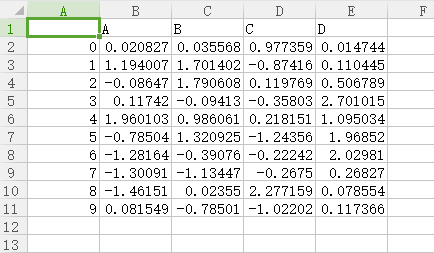 A B C D E F
1 A B C D
2 0 0.020827 0.035568 0.977359 0.014744
3 1 1.194007 1.701402 -0.87416 0.110445
4 2 -0.08647 1.790608 0.119769 0.506789
5 3 0.11742 -0.09413 -0.35803 2.701015
6 4 1.960103 0.986061 0.218151 1.095034
7 5 -0.78504 1.320925 -1.24356 1.96852
8 6 -1.28164 -0.39076 -0.22242 2.02981
9 7 -1.30091 -1.13447 -0.2675 0.26827
10 8 -1.46151 0.02355 2.277159 0.078554
11 9 0.081549 -0.78501 -1.02202 0.117366
12
13